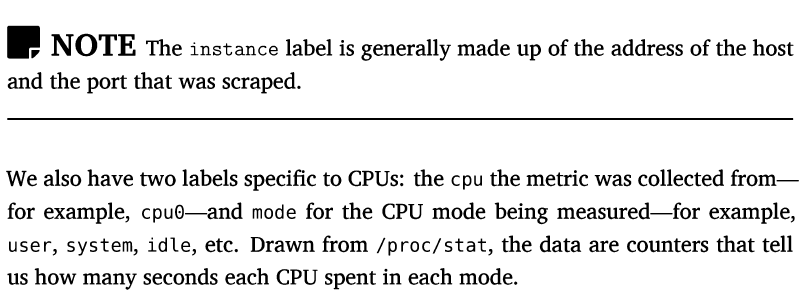 NOTE The instance label is generally made up of the address of the host
and the port that was scraped.
We also have two labels specific to CPUs: the cpu the metric was collected from—
for example, cpu0—and mode for the CPU mode being measured—for example,
user, system, idle, etc. Drawn from /proc/stat, the data are counters that tell
us how many seconds each CPU spent in each mode.